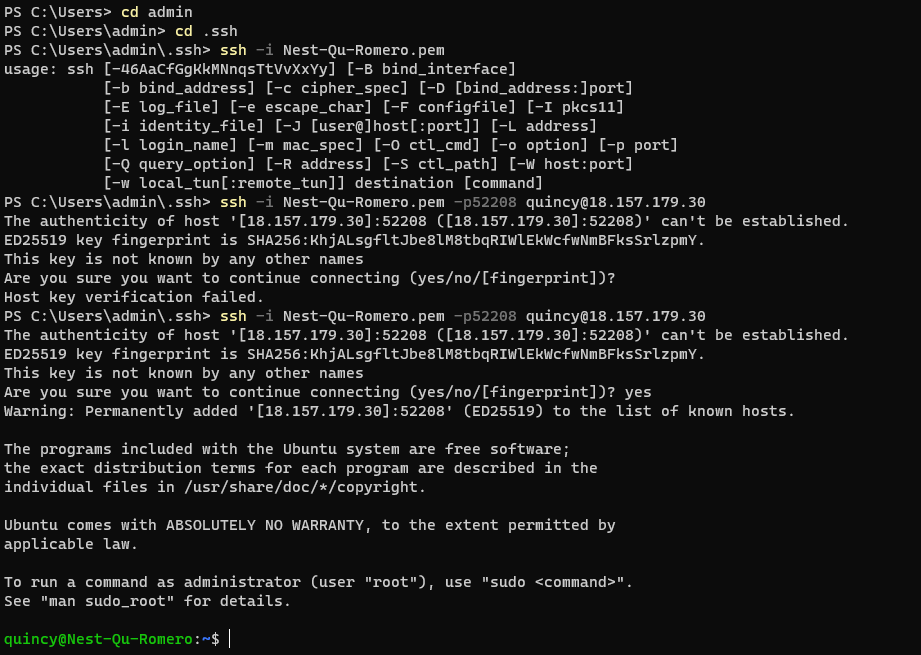 PS C:\Users> cd admin
PS C:\Users\admin> cd .ssh
PS C:\Users\admin\.ssh> ssh -i Nest-Qu-Romero.pem
usage: ssh [-46AaCfGgKkMNnqsTtVvXxYy] [-B bind_interface]
           [-b bind_address] [-c cipher_spec] [-D [bind_address:]port]
           [-E log_file] [-e escape_char] [-F configfile] [-I pkcs11]
           [-i identity_file] [-J [user@]host[:port]] [-L address]
           [-l login_name] [-m mac_spec] [-O ctl_cmd] [-o option] [-p port]
           [-Q query_option] [-R address] [-S ctl_path] [-W host:port]
           [-w local_tun[:remote_tun]] destination [command]
PS C:\Users\admin\.ssh> ssh -i Nest-Qu-Romero.pem -p52208 quincy@18.157.179.30
The authenticity of host '[18.157.179.30]:52208 ([18.157.179.30]:52208)' can't be established.
ED25519 key fingerprint is SHA256:KhjALsgfltJbe8lM8tbqRIWlEkWcfwNmBFksSrlzpmY.
This key is not known by any other names
Are you sure you want to continue connecting (yes/no/[fingerprint])?
Host key verification failed.
PS C:\Users\admin\.ssh> ssh -i Nest-Qu-Romero.pem -p52208 quincy@18.157.179.30
The authenticity of host '[18.157.179.30]:52208 ([18.157.179.30]:52208)' can't be established.
ED25519 key fingerprint is SHA256:KhjALsgfltJbe8lM8tbqRIWlEkWcfwNmBFksSrlzpmY.
This key is not known by any other names
Are you sure you want to continue connecting (yes/no/[fingerprint])? yes
Warning: Permanently added '[18.157.179.30]:52208' (ED25519) to the list of known hosts.

The programs included with the Ubuntu system are free software;
the exact distribution terms for each program are described in the
individual files in /usr/share/doc/*/copyright.

Ubuntu comes with ABSOLUTELY NO WARRANTY, to the extent permitted by
applicable law.

To run a command as administrator (user "root"), use "sudo <command>".
See "man sudo_root" for details.

quincy@Nest-Qu-Romero:~$